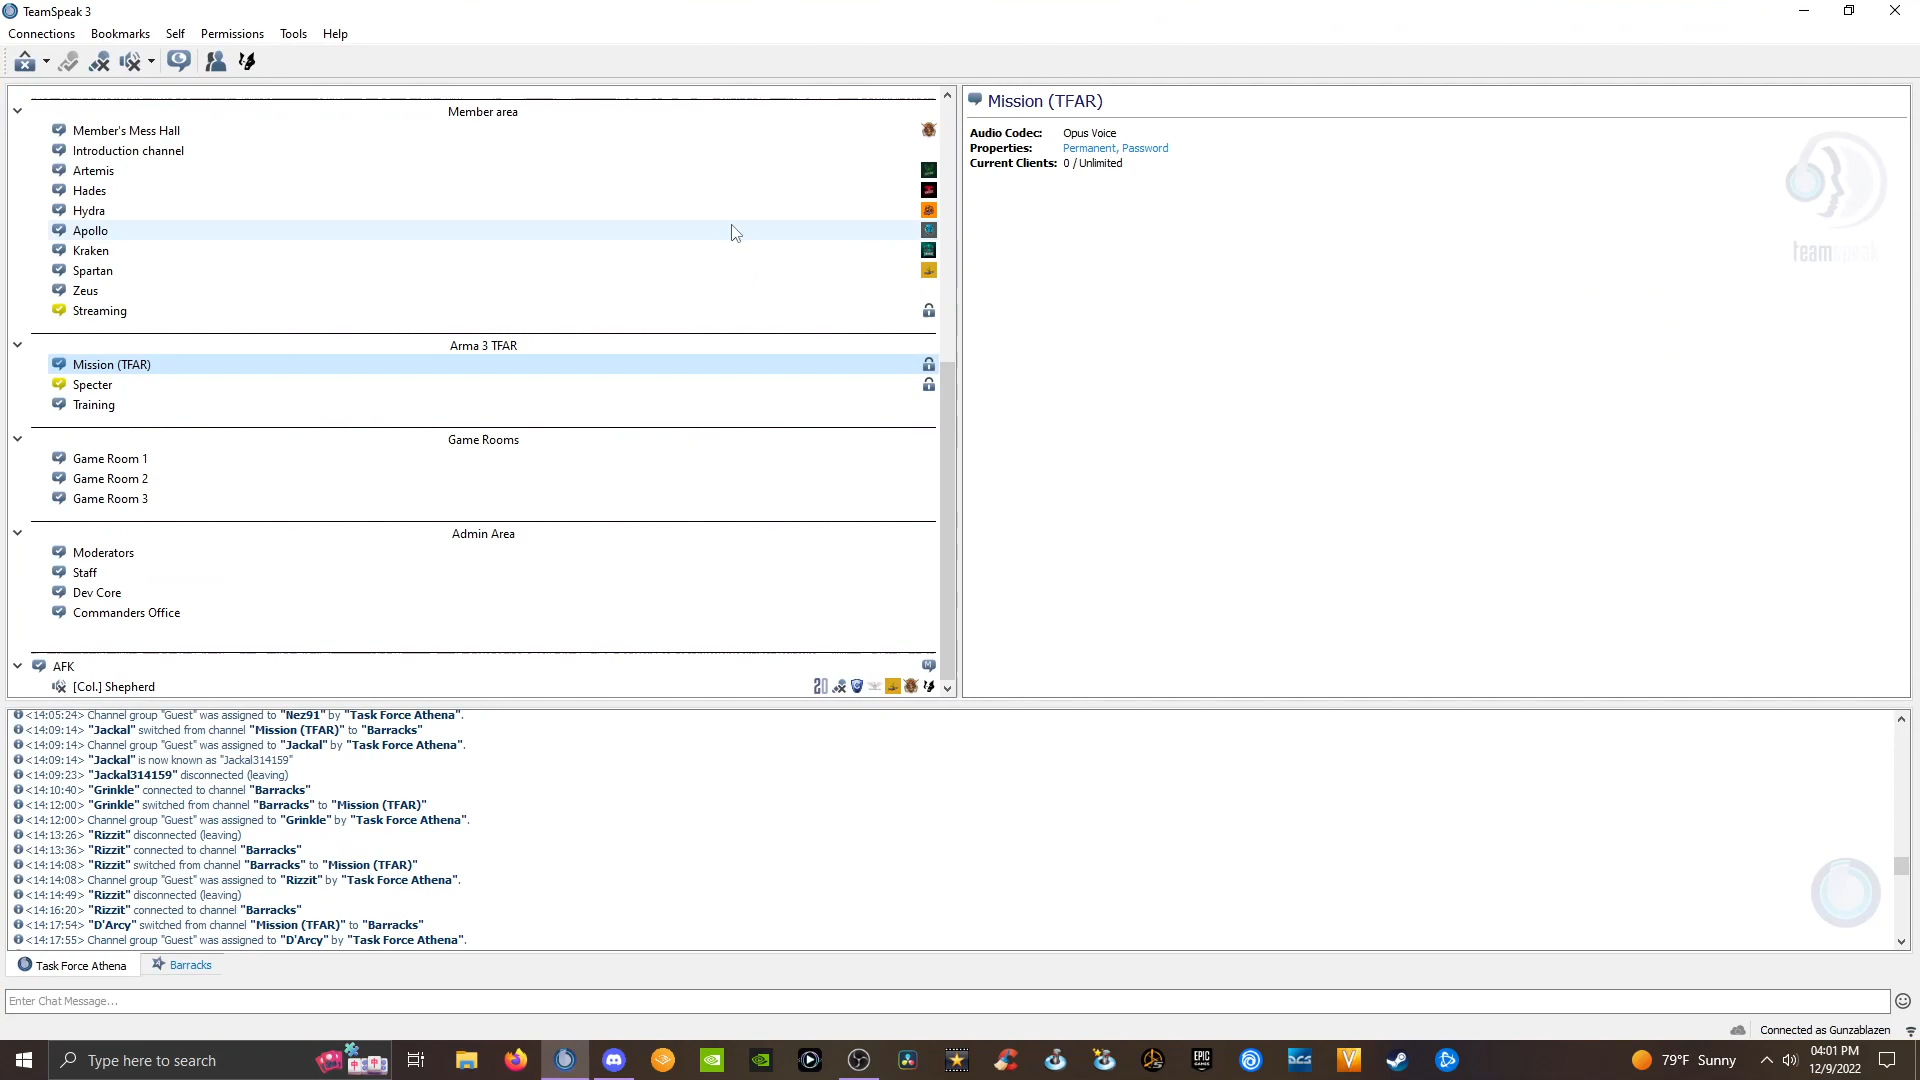 TeamSpeak 3
Connections Bookmarks Self Permissions Tools Help
Member area
Member's Mess Hall
Introduction channel
Artemis
Hades
Hydra
Apollo
Kraken
Spartan
Zeus
Streaming
Arma 3 TFAR
Mission (TFAR)
Specter
Training
Game Rooms
Game Room 1
Game Room 2
Game Room 3
Admin Area
Moderators
Staff
Dev Core
Commanders Office
AFK
[Col.] Shepherd
Mission (TFAR)
Audio Codec: Opus Voice
Properties: Permanent, Password
Current Clients: 0 / Unlimited
teamspeak
<14:05:24> Channel group "Guest" was assigned to "Nez91" by "Task Force Athena".
<14:09:14> "Jackal" switched from channel "Mission (TFAR)" to "Barracks"
<14:09:14> Channel group "Guest" was assigned to "Jackal" by "Task Force Athena".
<14:09:14> "Jackal" is now known as "Jackal314159"
<14:09:23> "Jackal314159" disconnected (leaving)
<14:10:40> "Grinkle" connected to channel "Barracks"
<14:12:00> "Grinkle" switched from channel "Barracks" to "Mission (TFAR)"
<14:12:00> Channel group "Guest" was assigned to "Grinkle" by "Task Force Athena".
<14:13:26> "Rizzit" disconnected (leaving)
<14:13:36> "Rizzit" connected to channel "Barracks"
<14:14:08> "Rizzit" switched from channel "Barracks" to "Mission (TFAR)"
<14:14:08> Channel group "Guest" was assigned to "Rizzit" by "Task Force Athena".
<14:14:49> "Rizzit" disconnected (leaving)
<14:16:20> "Rizzit" connected to channel "Barracks"
<14:17:54> "D'Arcy" switched from channel "Mission (TFAR)" to "Barracks"
<14:17:55> Channel group "Guest" was assigned to "D'Arcy" by "Task Force Athena".
Task Force Athena Barracks
Enter Chat Message...
Connected as Gunzablazen
Type here to search
EPIC GAMES
DCS
79°F Sunny
04:01 PM
12/9/2022